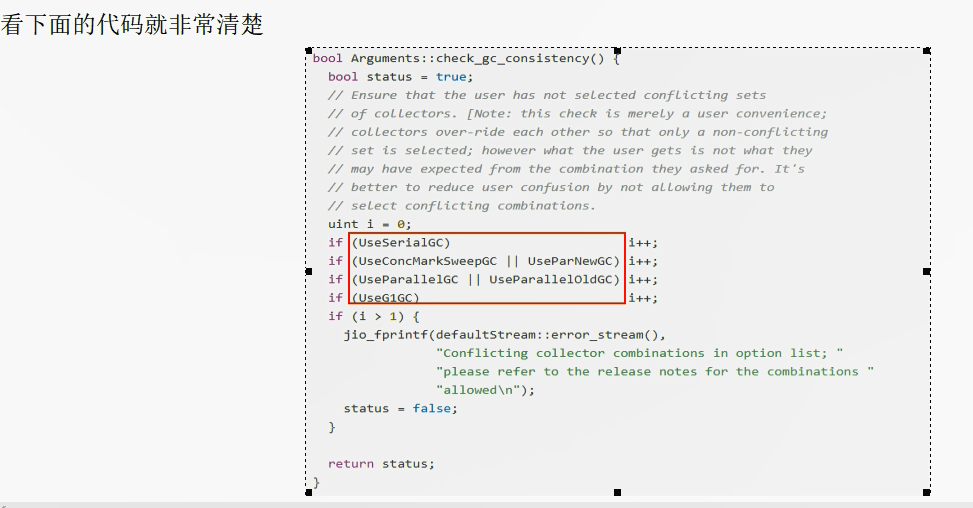 看下面的代码就非常清楚
bool Arguments::check_gc_consistency() {
  bool status = true;
  // Ensure that the user has not selected conflicting sets
  // of collectors. [Note: this check is merely a user convenience;
  // collectors over-ride each other so that only a non-conflicting
  // set is selected; however what the user gets is not what they
  // may have expected from the combination they asked for. It's
  // better to reduce user confusion by not allowing them to
  // select conflicting combinations.
  uint i = 0;
  if (UseSerialGC)                       i++;
  if (UseConcMarkSweepGC || UseParNewGC) i++;
  if (UseParallelGC || UseParallelOldGC) i++;
  if (UseG1GC)                           i++;
  if (i > 1) {
    jio_fprintf(defaultStream::error_stream(),
                "Conflicting collector combinations in option list; "
                "please refer to the release notes for the combinations "
                "allowed\n");
    status = false;
  }
  return status;
}